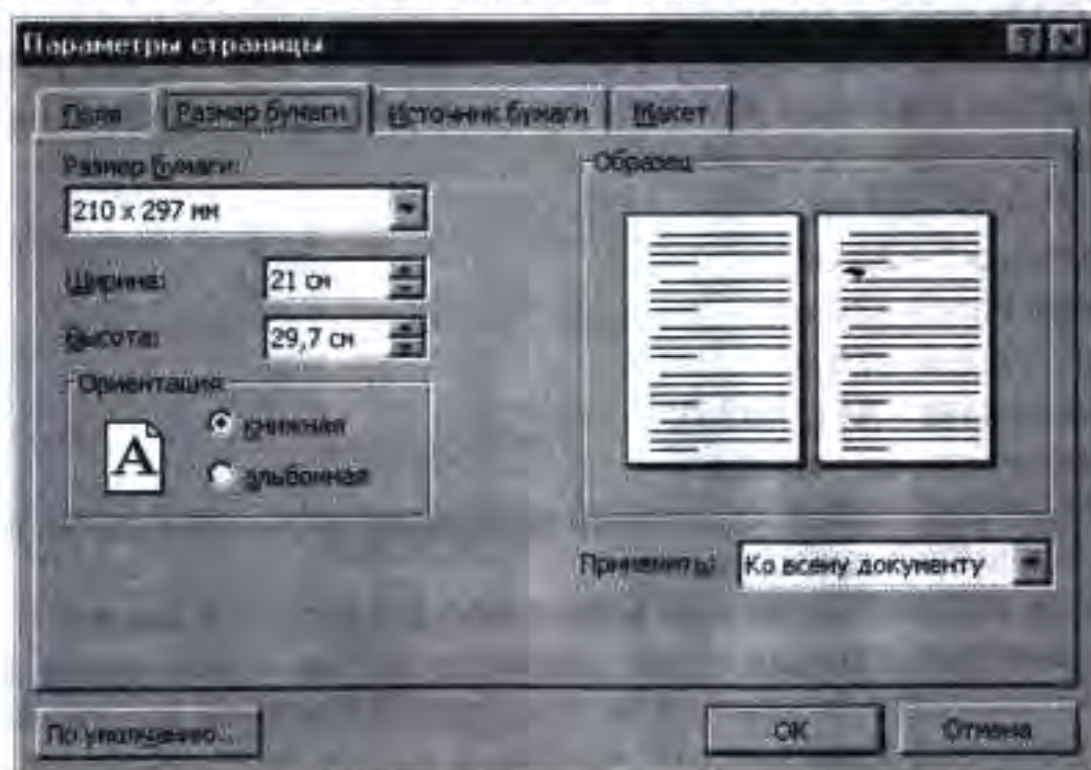 Параметры страницы
Поля Размер бумаги Источник бумаги Макет
Размер бумаги:
210 x 297 мм
Ширина: 21 см
Высота: 29,7 см
Ориентация
A
книжная
альбомная
Образец
Применить: Ко всему документу
По умолчанию... ОК Отмена